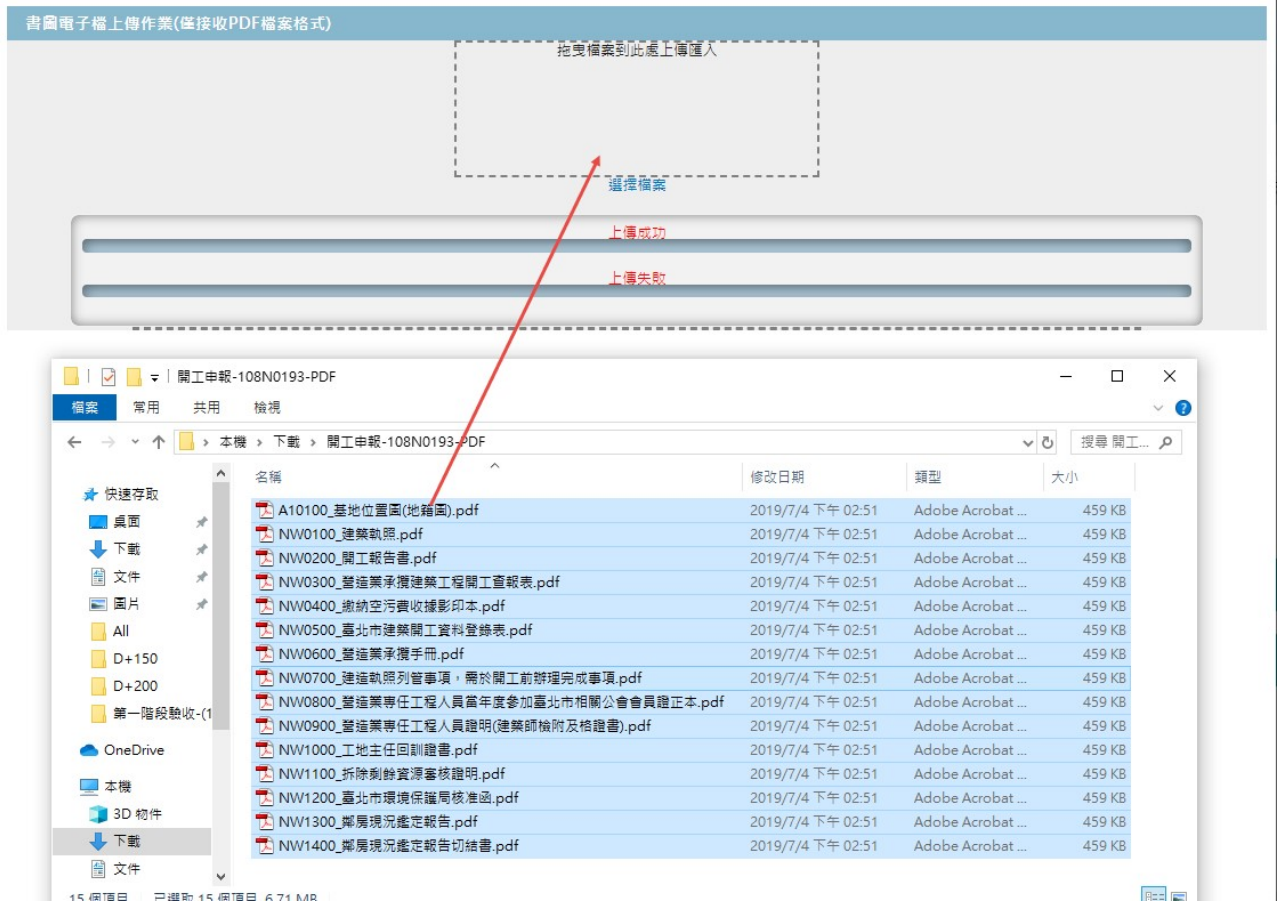 書圖電子檔上傳作業(僅接收PDF檔案格式)
拖曳檔案到此處上傳匯入
選擇檔案
上傳成功
上傳失敗
開工申報-108N0193-PDF
檔案 常用 共用 檢視
本機 › 下載 › 開工申報-108N0193-PDF 搜尋 開工...
名稱 修改日期 類型 大小
快速存取
桌面
下載
文件
圖片
All
D+150
D+200
第一階段驗收-(1
OneDrive
本機
3D 物件
下載
文件
A10100_基地位置圖(地籍圖).pdf 2019/7/4 下午 02:51 Adobe Acrobat ... 459 KB
NW0100_建築執照.pdf 2019/7/4 下午 02:51 Adobe Acrobat ... 459 KB
NW0200_開工報告書.pdf 2019/7/4 下午 02:51 Adobe Acrobat ... 459 KB
NW0300_營造業承攬建築工程開工查報表.pdf 2019/7/4 下午 02:51 Adobe Acrobat ... 459 KB
NW0400_繳納空污費收據影印本.pdf 2019/7/4 下午 02:51 Adobe Acrobat ... 459 KB
NW0500_臺北市建築開工資料登錄表.pdf 2019/7/4 下午 02:51 Adobe Acrobat ... 459 KB
NW0600_營造業承攬手冊.pdf 2019/7/4 下午 02:51 Adobe Acrobat ... 459 KB
NW0700_建造執照列管事項，需於開工前辦理完成事項.pdf 2019/7/4 下午 02:51 Adobe Acrobat ... 459 KB
NW0800_營造業專任工程人員當年度參加臺北市相關公會會員證正本.pdf 2019/7/4 下午 02:51 Adobe Acrobat ... 459 KB
NW0900_營造業專任工程人員證明(建築師檢附及格證書).pdf 2019/7/4 下午 02:51 Adobe Acrobat ... 459 KB
NW1000_工地主任回訓證書.pdf 2019/7/4 下午 02:51 Adobe Acrobat ... 459 KB
NW1100_拆除剩餘資源審核證明.pdf 2019/7/4 下午 02:51 Adobe Acrobat ... 459 KB
NW1200_臺北市環境保護局核准函.pdf 2019/7/4 下午 02:51 Adobe Acrobat ... 459 KB
NW1300_鄰房現況鑑定報告.pdf 2019/7/4 下午 02:51 Adobe Acrobat ... 459 KB
NW1400_鄰房現況鑑定報告切結書.pdf 2019/7/4 下午 02:51 Adobe Acrobat ... 459 KB
15 個項目 已選取 15 個項目 6.71 MB